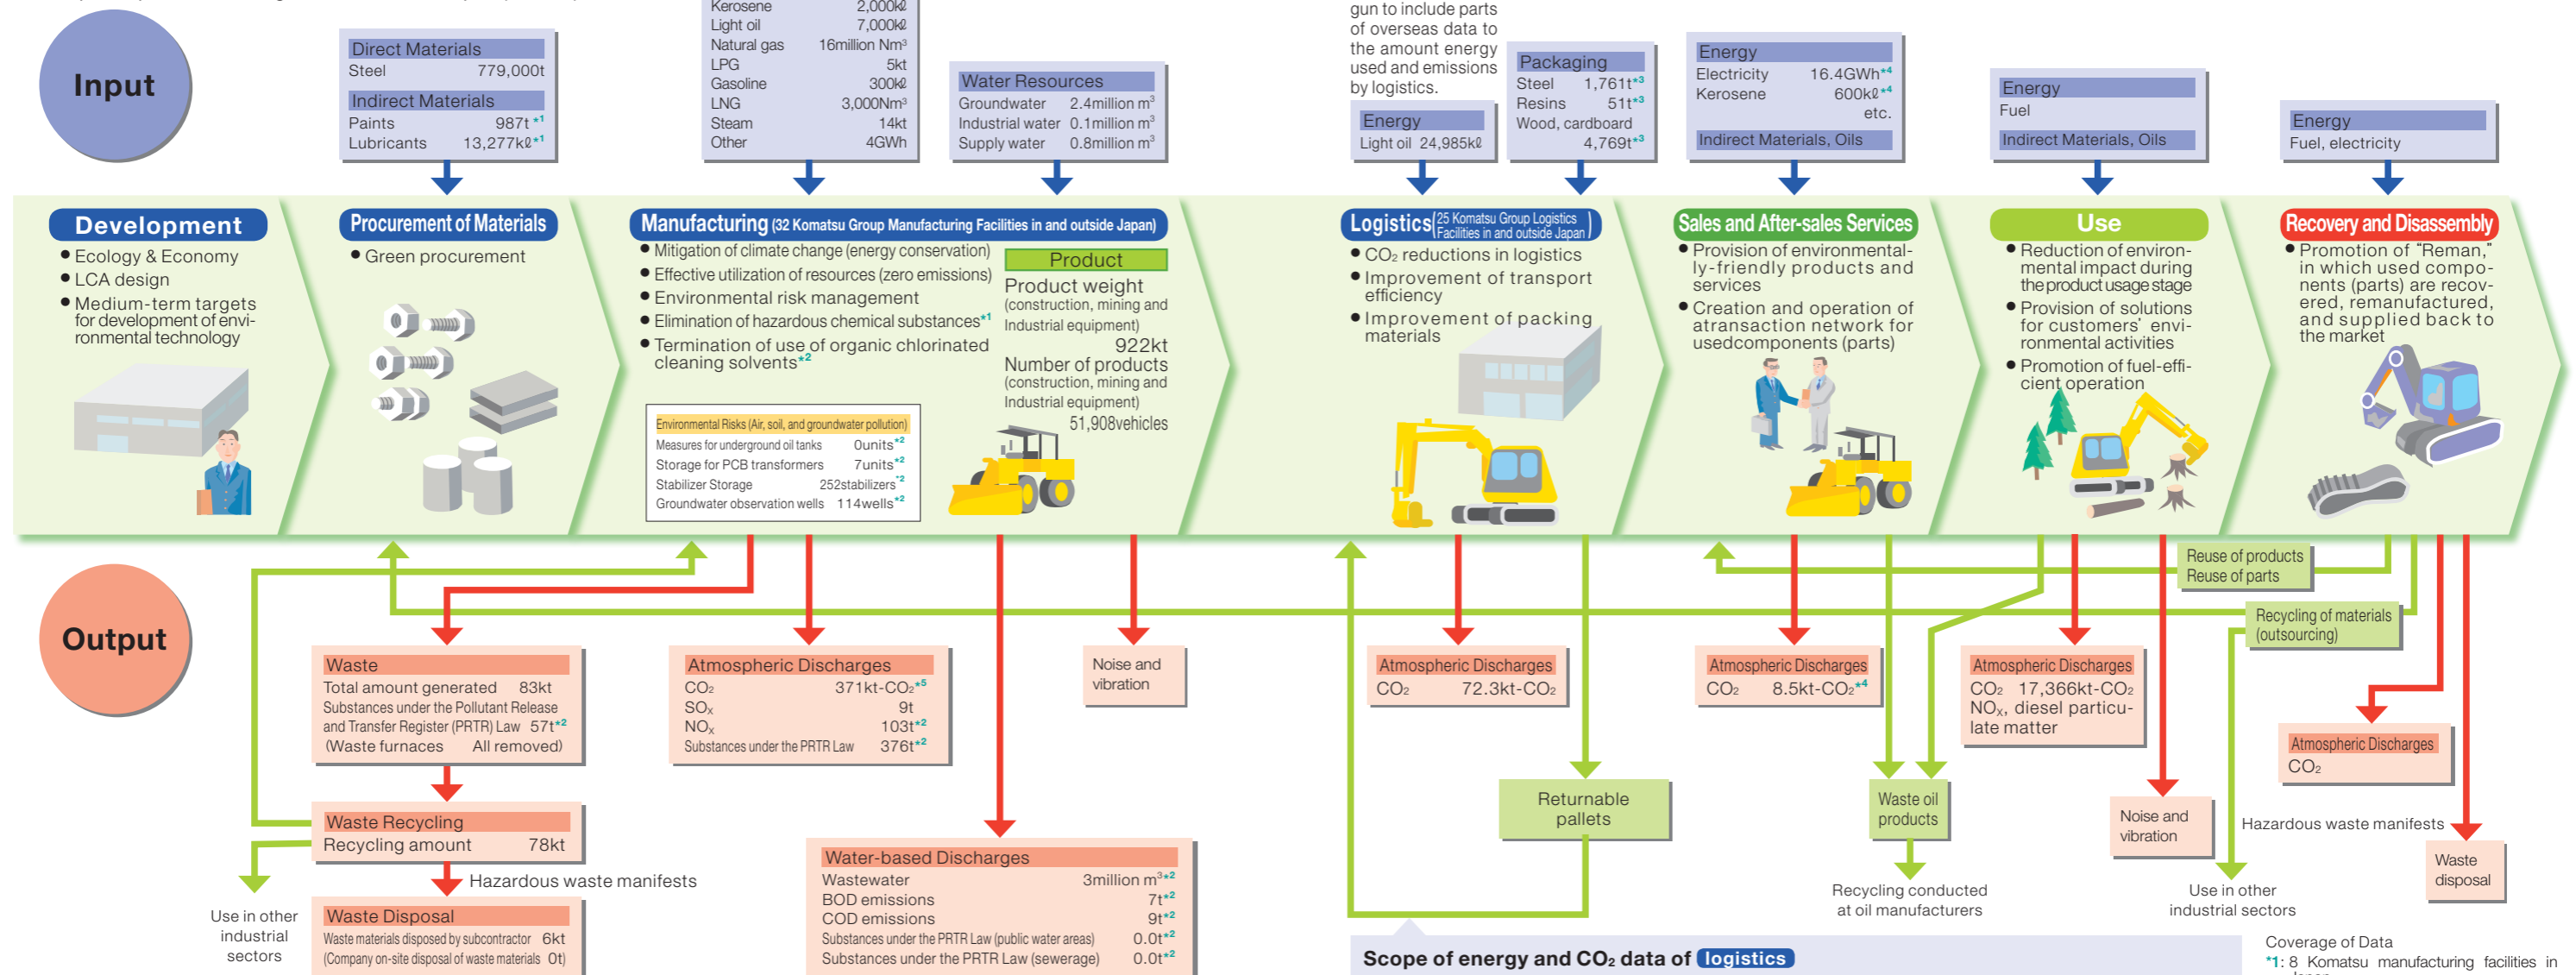 Input
Direct Materials
Steel 779,000t
Indirect Materials
Paints 987t *1
Lubricants 13,277kℓ*1
Kerosene 2,000kℓ
Light oil 7,000kℓ
Natural gas 16million Nm³
LPG 5kt
Gasoline 300kℓ
LNG 3,000Nm³
Steam 14kt
Other 4GWh
Water Resources
Groundwater 2.4million m³
Industrial water 0.1million m³
Supply water 0.8million m³
gun to include parts
of overseas data to
the amount energy
used and emissions
by logistics.
Energy
Light oil 24,985kℓ
Packaging
Steel 1,761t*3
Resins 51t*3
Wood, cardboard
4,769t*3
Energy
Electricity 16.4GWh*4
Kerosene 600kℓ*4
etc.
Indirect Materials, Oils
Energy
Fuel
Indirect Materials, Oils
Energy
Fuel, electricity
Development
• Ecology & Economy
• LCA design
• Medium-term targets
for development of envi-
ronmental technology
Procurement of Materials
• Green procurement
Manufacturing (32 Komatsu Group Manufacturing Facilities in and outside Japan)
• Mitigation of climate change (energy conservation)
• Effective utilization of resources (zero emissions)
• Environmental risk management
• Elimination of hazardous chemical substances*1
• Termination of use of organic chlorinated
cleaning solvents*2
Product
Product weight
(construction, mining and
Industrial equipment)
922kt
Number of products
(construction, mining and
Industrial equipment)
51,908vehicles
Environmental Risks (Air, soil, and groundwater pollution)
Measures for underground oil tanks 0units*2
Storage for PCB transformers 7units*2
Stabilizer Storage 252stabilizers*2
Groundwater observation wells 114wells*2
Logistics (25 Komatsu Group Logistics
Facilities in and outside Japan)
• CO₂ reductions in logistics
• Improvement of transport
efficiency
• Improvement of packing
materials
Sales and After-sales Services
• Provision of environmental-
ly-friendly products and
services
• Creation and operation of
atransaction network for
usedcomponents (parts)
Use
• Reduction of environ-
mental impact during
the product usage stage
• Provision of solutions
for customers' envi-
ronmental activities
• Promotion of fuel-effi-
cient operation
Recovery and Disassembly
• Promotion of "Reman,"
in which used compo-
nents (parts) are recov-
ered, remanufactured,
and supplied back to
the market
Output
Reuse of products
Reuse of parts
Recycling of materials
(outsourcing)
Waste
Total amount generated 83kt
Substances under the Pollutant Release
and Transfer Register (PRTR) Law 57t*2
(Waste furnaces All removed)
Waste Recycling
Recycling amount 78kt
Hazardous waste manifests
Use in other
industrial
sectors
Waste Disposal
Waste materials disposed by subcontractor 6kt
(Company on-site disposal of waste materials 0t)
Atmospheric Discharges
CO₂ 371kt-CO₂*5
SOx 9t
NOx 103t*2
Substances under the PRTR Law 376t*2
Water-based Discharges
Wastewater 3million m³*2
BOD emissions 7t*2
COD emissions 9t*2
Substances under the PRTR Law (public water areas) 0.0t*2
Substances under the PRTR Law (sewerage) 0.0t*2
Noise and
vibration
Atmospheric Discharges
CO₂ 72.3kt-CO₂
Returnable
pallets
Atmospheric Discharges
CO₂ 8.5kt-CO₂*4
Waste oil
products
Recycling conducted
at oil manufacturers
Atmospheric Discharges
CO₂ 17,366kt-CO₂
NOx, diesel particu-
late matter
Noise and
vibration
Use in other
industrial sectors
Atmospheric Discharges
CO₂
Hazardous waste manifests
Waste
disposal
Scope of energy and CO₂ data of logistics
Coverage of Data
*1: 8 Komatsu manufacturing facilities in